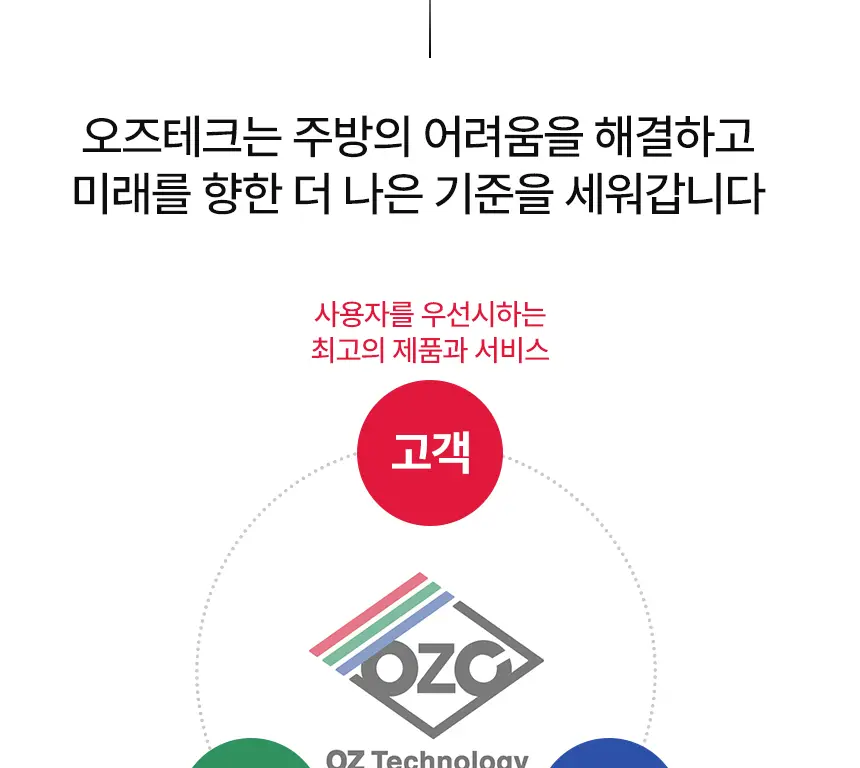 오즈테크는 주방의 어려움을 해결하고
미래를 향한 더 나은 기준을 세워갑니다
사용자를 우선시하는
최고의 제품과 서비스
고객
OZC
OZ Technology